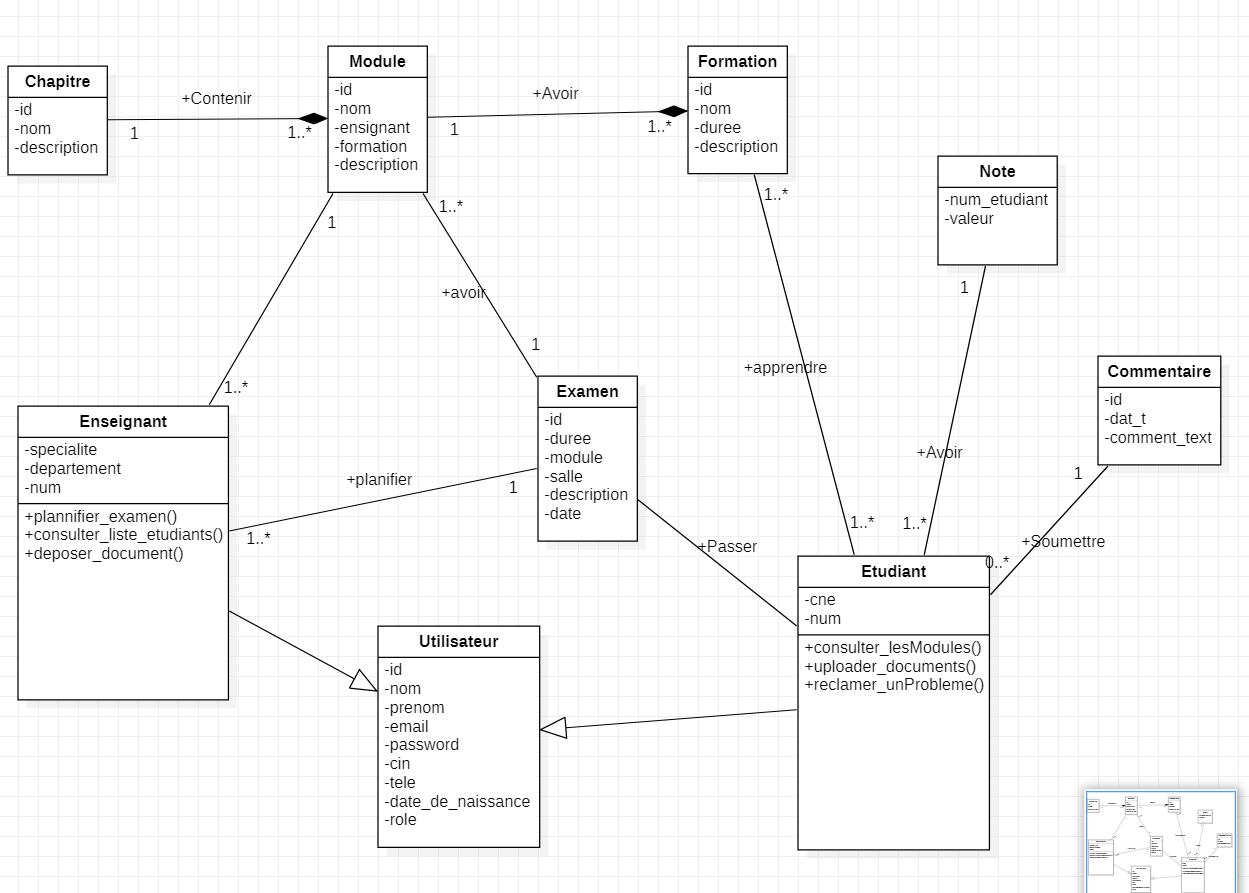 Chapitre
-id
-nom
-description
+Contenir
1
1..*
Module
-id
-nom
-ensignant
-formation
-description
+Avoir
1
1..*
Formation
-id
-nom
-duree
-description
Note
-num_etudiant
-valeur
1
1..*
1..*
1
+avoir
1
1..*
+apprendre
1..*
+Avoir
1..*
Commentaire
-id
-dat_t
-comment_text
1
+Soumettre
0..*
Enseignant
-specialite
-departement
-num
+plannifier_examen()
+consulter_liste_etudiants()
+deposer_document()
+planifier
1
1..*
Examen
-id
-duree
-module
-salle
-description
-date
+Passer
Etudiant
-cne
-num
+consulter_lesModules()
+uploader_documents()
+reclamer_unProbleme()
Utilisateur
-id
-nom
-prenom
-email
-password
-cin
-tele
-date_de_naissance
-role